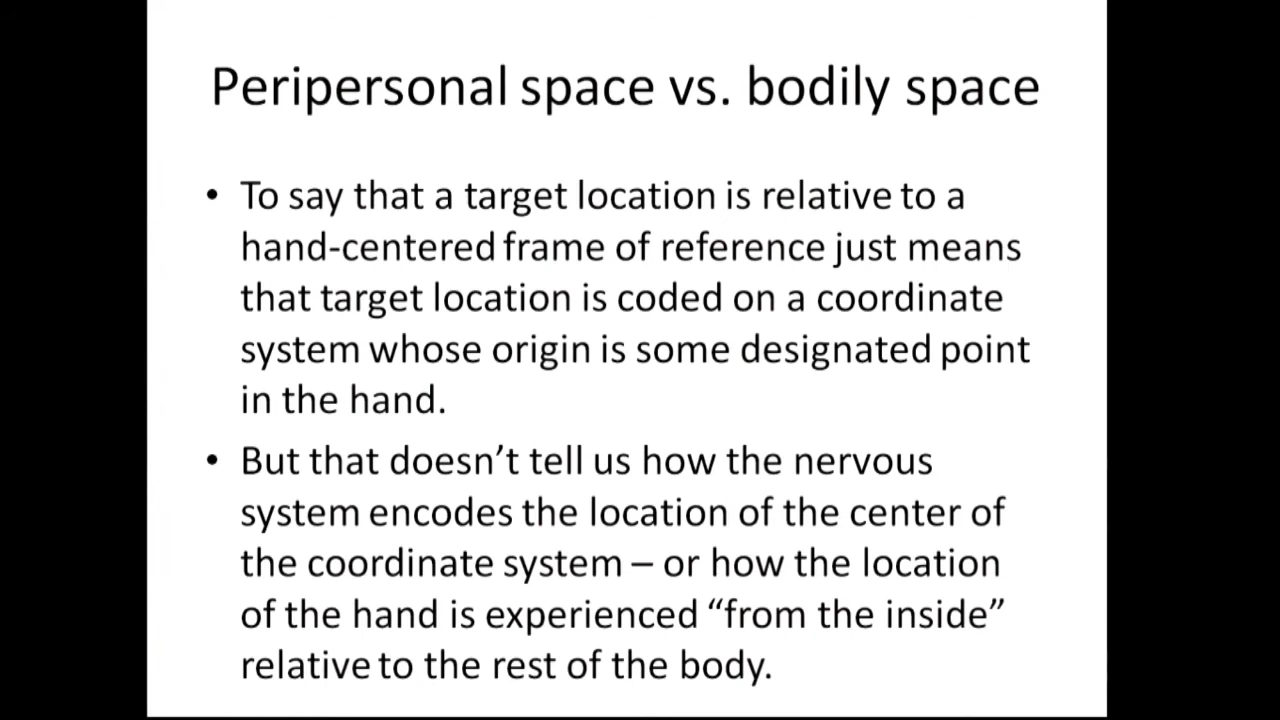 Peripersonal space vs. bodily space
• To say that a target location is relative to a
hand-centered frame of reference just means
that target location is coded on a coordinate
system whose origin is some designated point
in the hand.
• But that doesn’t tell us how the nervous
system encodes the location of the center of
the coordinate system – or how the location
of the hand is experienced “from the inside”
relative to the rest of the body.